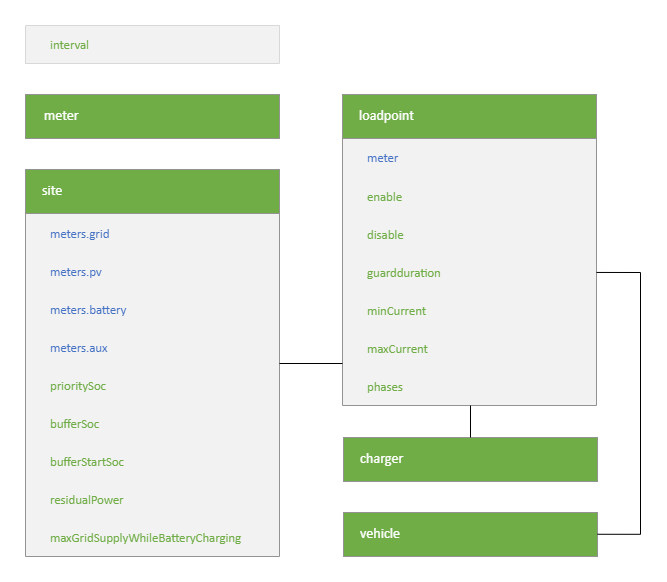 interval
meter
site
meters.grid
meters.pv
meters.battery
meters.aux
prioritySoc
bufferSoc
bufferStartSoc
residualPower
maxGridSupplyWhileBatteryCharging
loadpoint
meter
enable
disable
guardduration
minCurrent
maxCurrent
phases
charger
vehicle